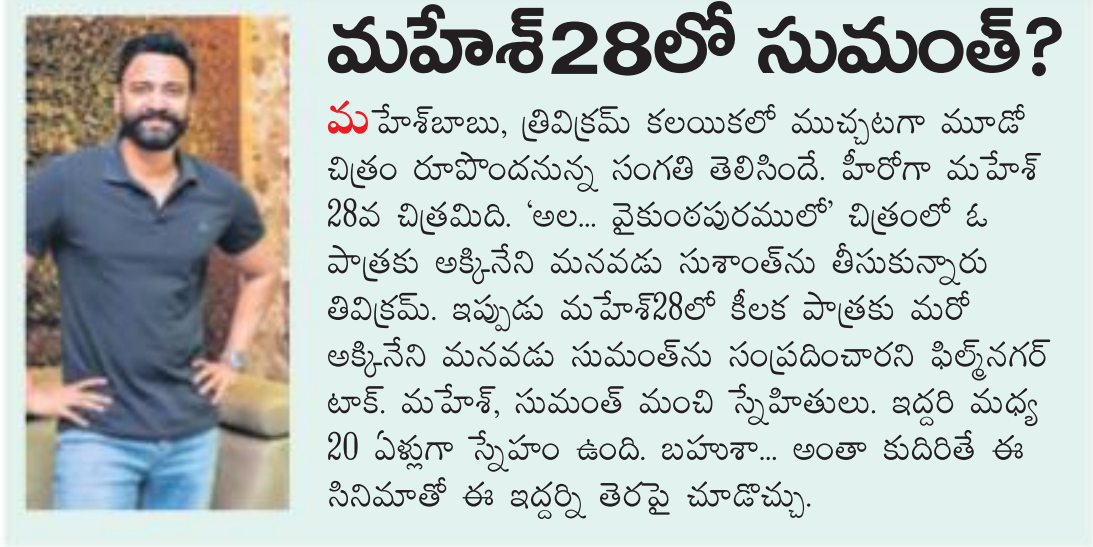 మహేశ్28లో సుమంత్?
మహేశ్‌బాబు, త్రివిక్రమ్ కలయికలో ముచ్చటగా మూడో
చిత్రం రూపొందనున్న సంగతి తెలిసిందే. హీరోగా మహేశ్
28వ చిత్రమిది. ‘అల... వైకుంఠపురములో’ చిత్రంలో ఓ
పాత్రకు అక్కినేని మనవడు సుశాంత్‌ను తీసుకున్నారు
తివిక్రమ్. ఇప్పుడు మహేశ్28లో కీలక పాత్రకు మరో
అక్కినేని మనవడు సుమంత్‌ను సంప్రదించారని ఫిల్మ్‌నగర్
టాక్. మహేశ్, సుమంత్ మంచి స్నేహితులు. ఇద్దరి మధ్య
20 ఏళ్లుగా స్నేహం ఉంది. బహుశా... అంతా కుదిరితే ఈ
సినిమాతో ఈ ఇద్దర్ని తెరపై చూడొచ్చు.